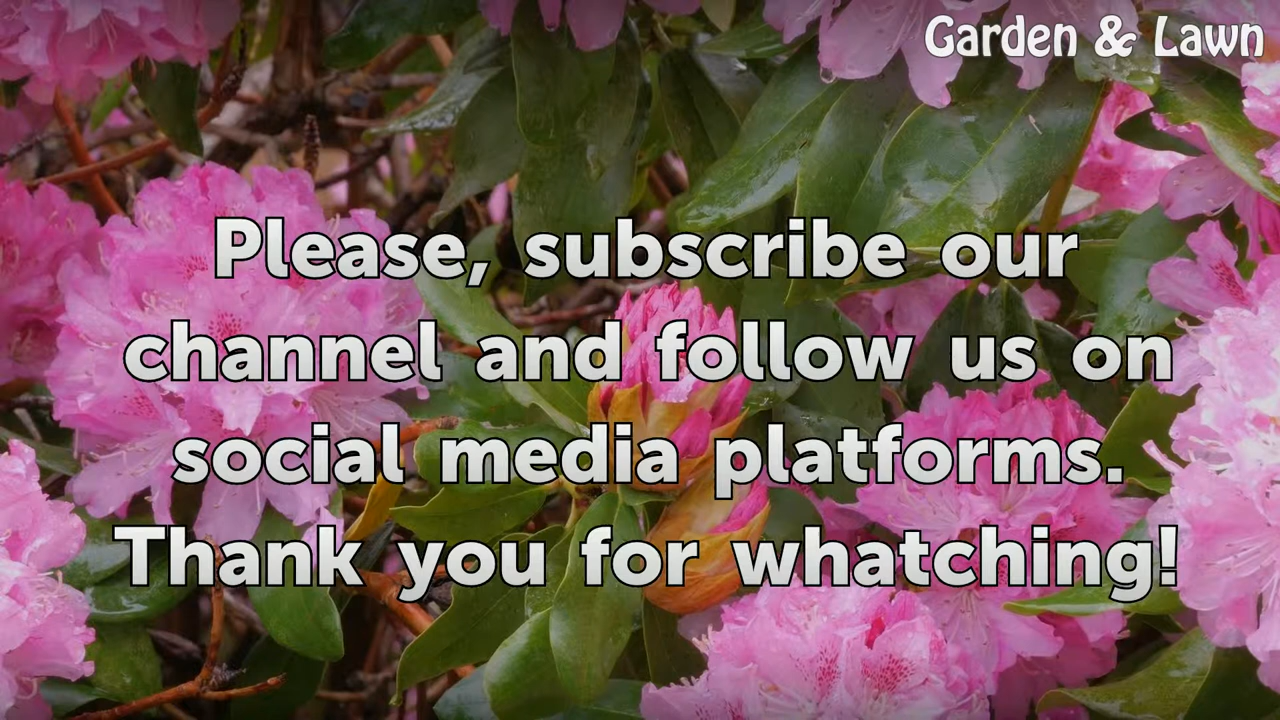 Garden & Lawn
Please, subscribe our
channel and follow us on
social media platforms.
Thank you for whatching!